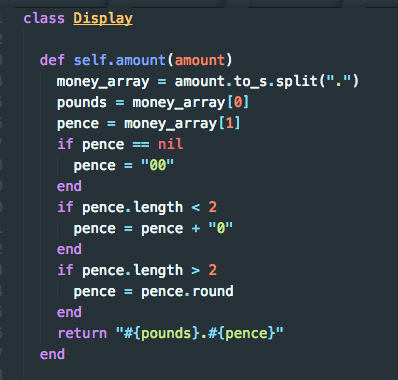 class Display
def self.amount(amount)
money_array = amount.to_s.split(".")
pounds = money_array[0]
pence = money_array[1]
if pence == nil
pence = "00"
end
if pence.length < 2
pence = pence + "0"
end
if pence.length > 2
pence = pence.round
end
return "#{pounds}.#{pence}"
end